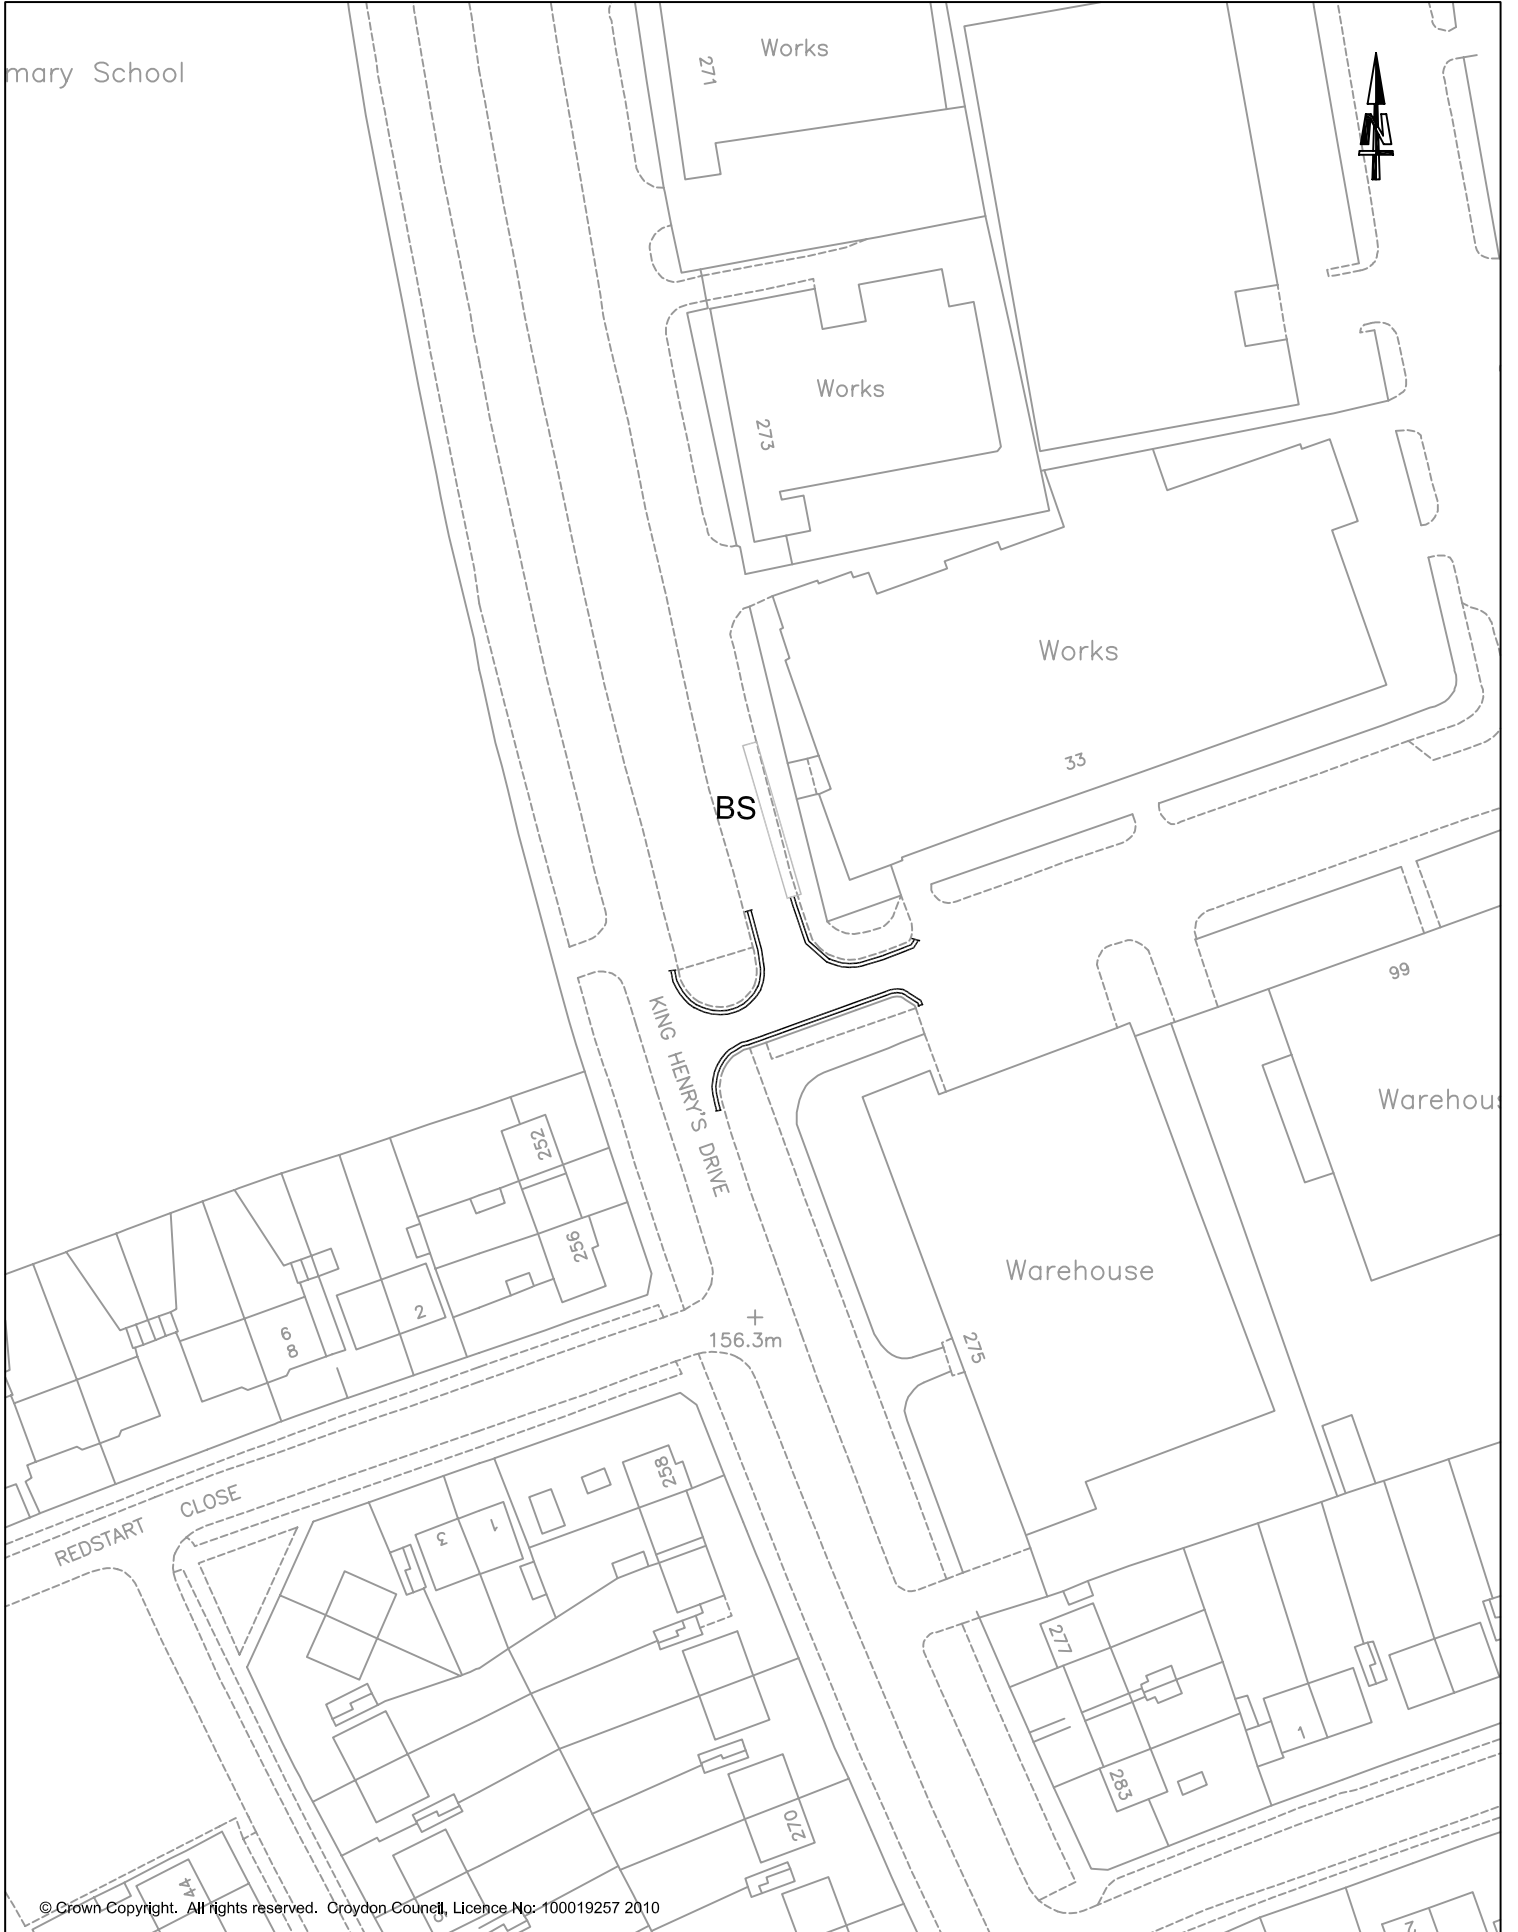 Works
271
mary School
N
Works
273
Works
33
BS
99
KING HENRY'S DRIVE
Warehous
252
256
Warehouse
2
6
8
156.3m
275
258
CLOSE
REDSTART
3
1
277
1
283
270
44
© Crown Copyright. All rights reserved. Croydon Council, Licence No: 100019257 2010